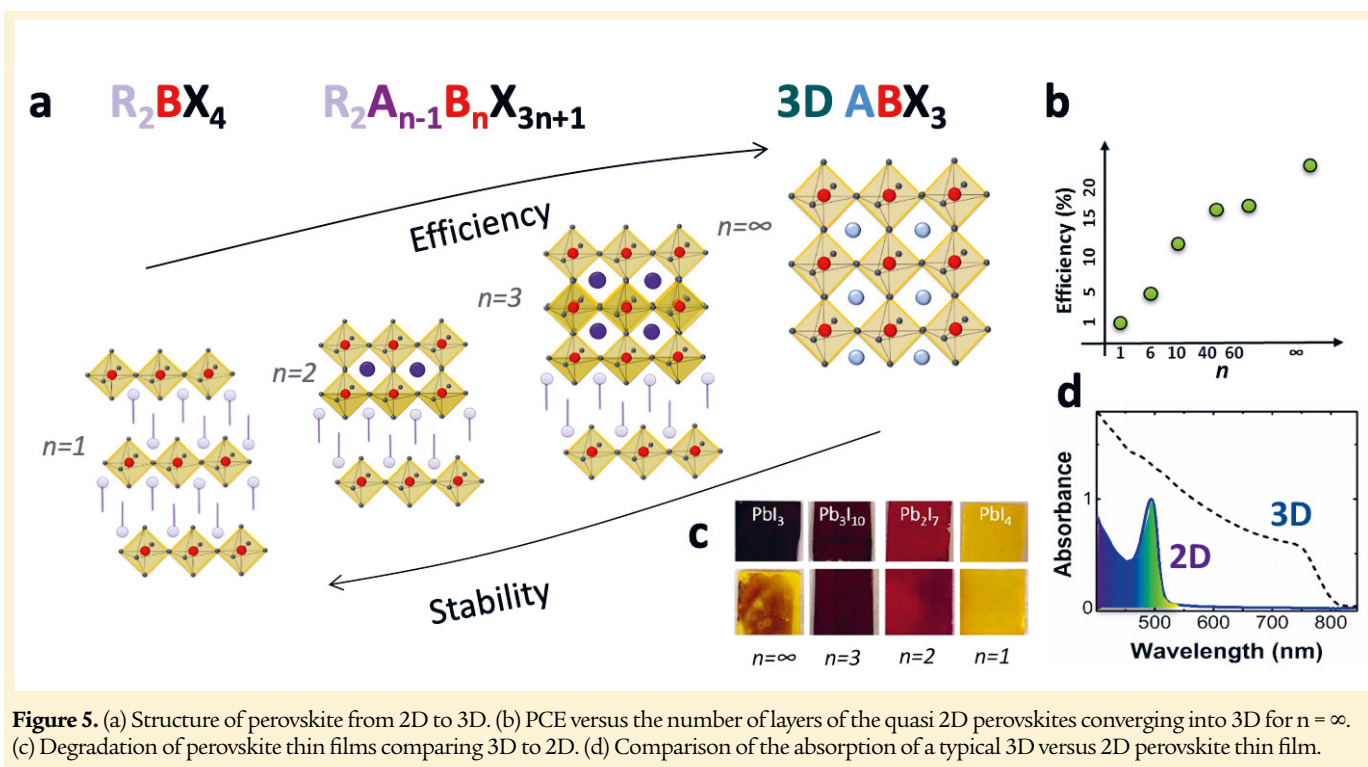 a
R₂BX₄
R₂Aₙ₋₁BₙX₃ₙ₊₁
3D ABX₃
Efficiency
n=1
n=2
n=3
n=∞
Stability
b
Efficiency (%)
20
15
10
5
1
1 6 10 40 60 ∞
n
c
PbI₃ Pb₃I₁₀ Pb₂I₇ PbI₄
n=∞ n=3 n=2 n=1
d
Absorbance
1
0
2D
3D
500 600 700 800
Wavelength (nm)
Figure 5. (a) Structure of perovskite from 2D to 3D. (b) PCE versus the number of layers of the quasi 2D perovskites converging into 3D for n = ∞.
(c) Degradation of perovskite thin films comparing 3D to 2D. (d) Comparison of the absorption of a typical 3D versus 2D perovskite thin film.